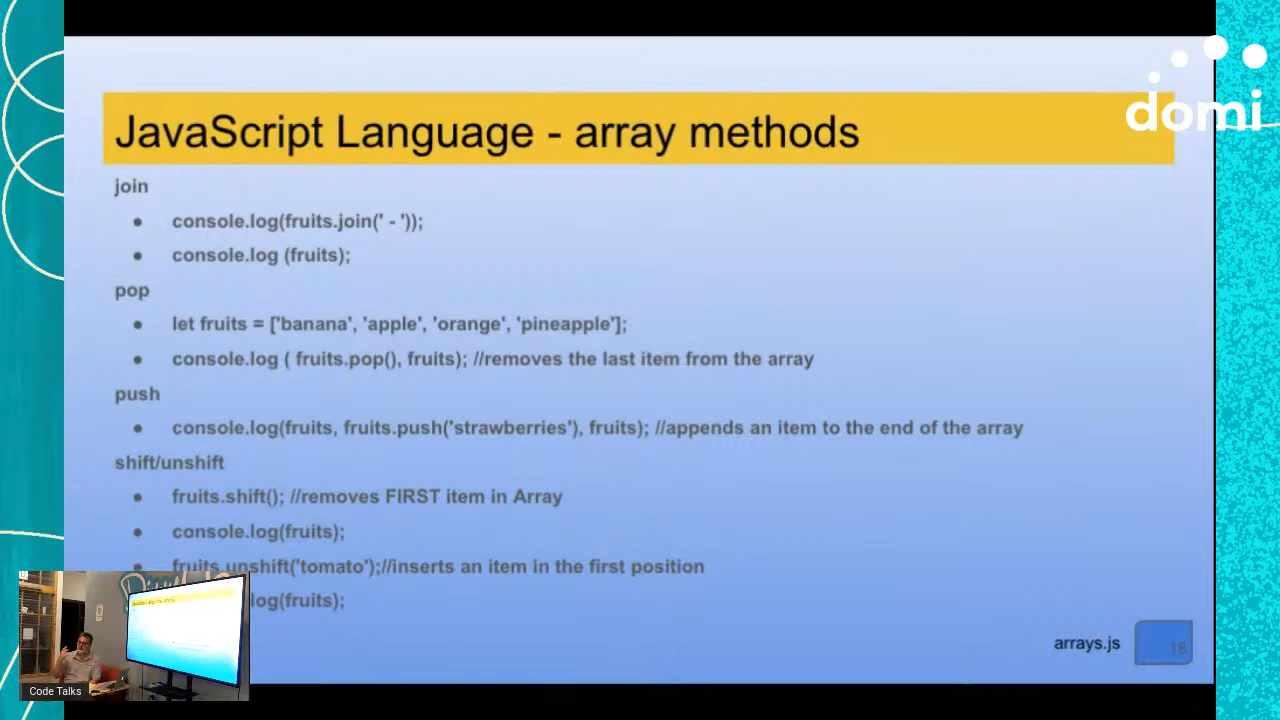 domi
JavaScript Language - array methods
join
● console.log(fruits.join(' - '));
● console.log (fruits);
pop
● let fruits = ['banana', 'apple', 'orange', 'pineapple'];
● console.log ( fruits.pop(), fruits); //removes the last item from the array
push
● console.log(fruits, fruits.push('strawberries'), fruits); //appends an item to the end of the array
shift/unshift
● fruits.shift(); //removes FIRST item in Array
● console.log(fruits);
● fruits.unshift('tomato');//inserts an item in the first position
log(fruits);
arrays.js
16
Code Talks